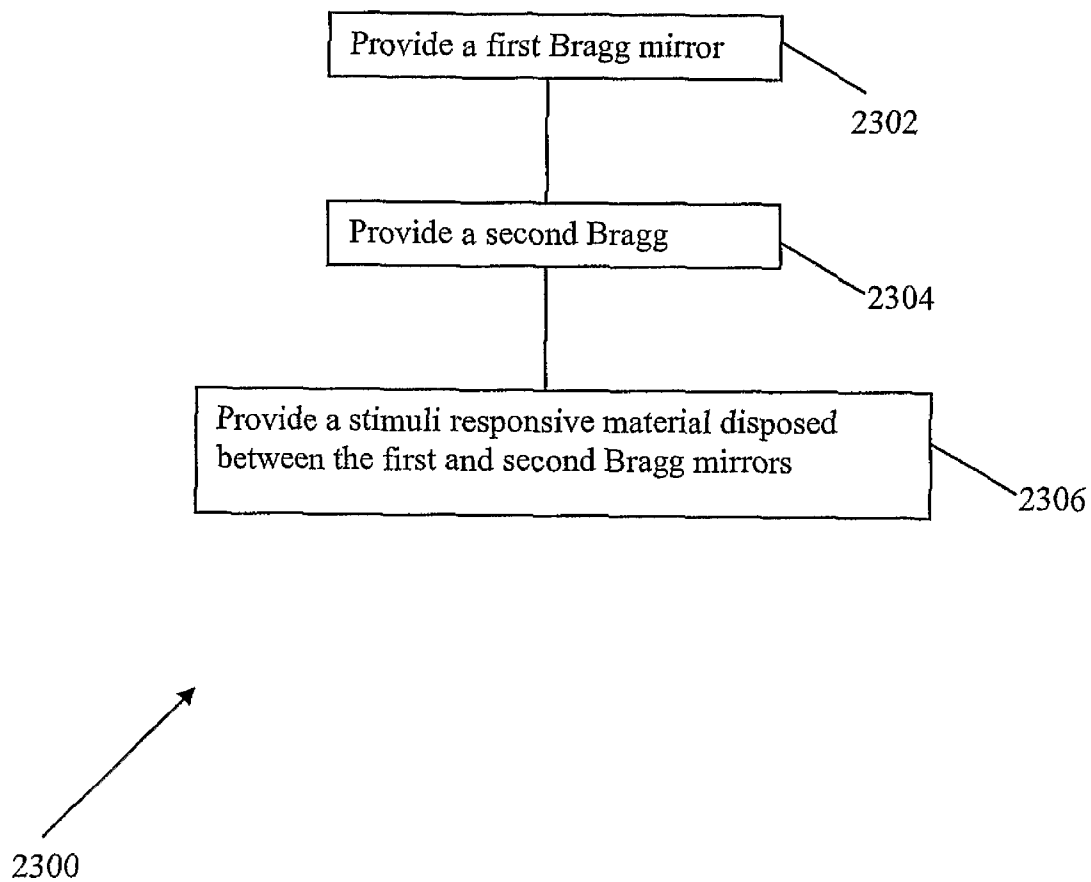 Provide a first Bragg mirror
2302
Provide a second Bragg
2304
Provide a stimuli responsive material disposed
between the first and second Bragg mirrors
2306
2300